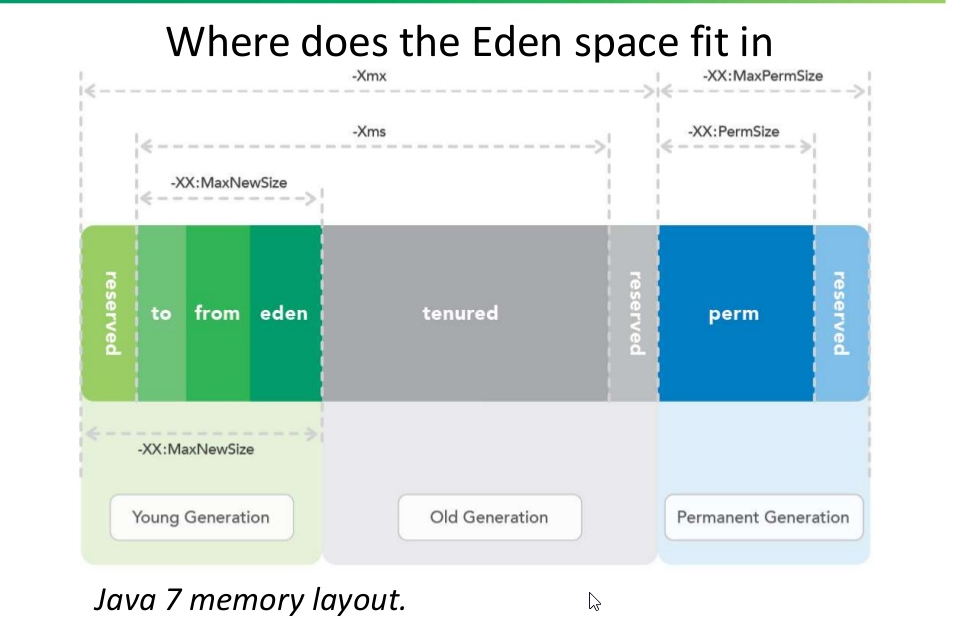 Where does the Eden space fit in
-Xmx
-XX:MaxPermSize
-Xms
-XX:PermSize
-XX:MaxNewSize
reserved
to
from
eden
tenured
reserved
perm
reserved
-XX:MaxNewSize
Young Generation
Old Generation
Permanent Generation
Java 7 memory layout.